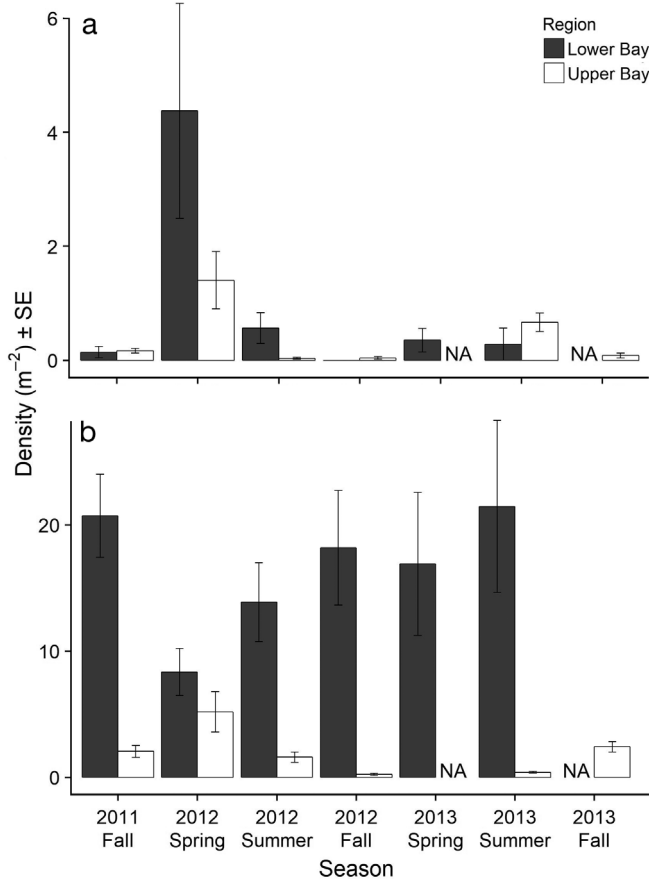 a
Region
Lower Bay
Upper Bay
6
4
2
0
NA
NA
Density (m⁻²) ± SE
b
20
10
0
NA
NA
2011 Fall
2012 Spring
2012 Summer
2012 Fall
2013 Spring
2013 Summer
2013 Fall
Season